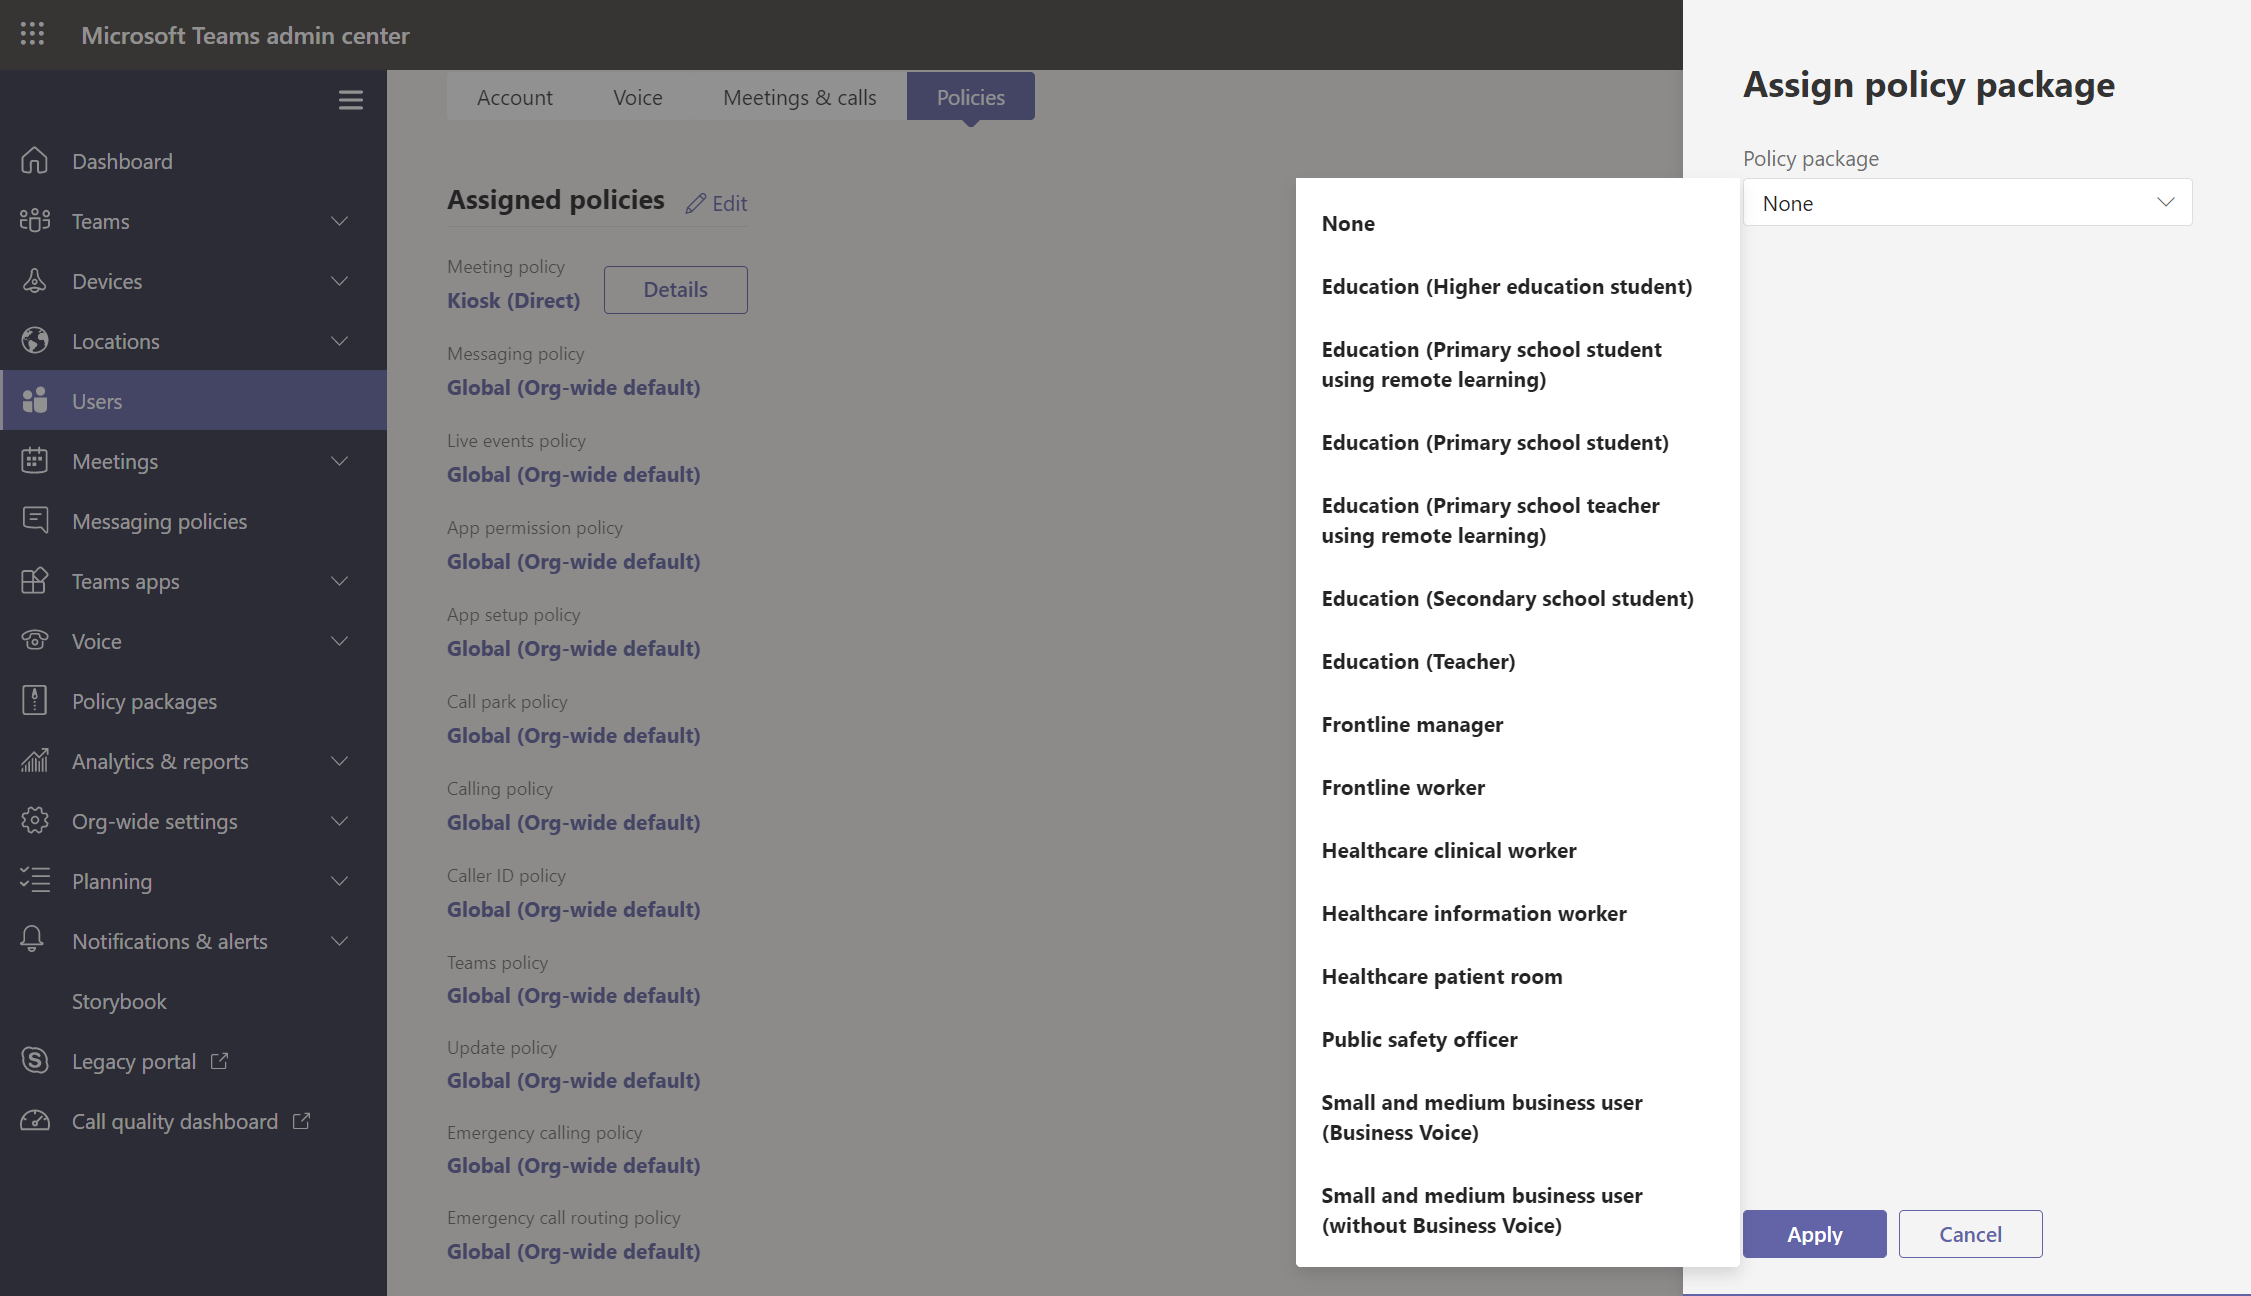 Microsoft Teams admin center
Dashboard
Teams
Devices
Locations
Users
Meetings
Messaging policies
Teams apps
Voice
Policy packages
Analytics & reports
Org-wide settings
Planning
Notifications & alerts
Storybook
Legacy portal
Call quality dashboard
Account
Voice
Meetings & calls
Policies
Assigned policies
Edit
Meeting policy
Kiosk (Direct)
Details
Messaging policy
Global (Org-wide default)
Live events policy
Global (Org-wide default)
App permission policy
Global (Org-wide default)
App setup policy
Global (Org-wide default)
Call park policy
Global (Org-wide default)
Calling policy
Global (Org-wide default)
Caller ID policy
Global (Org-wide default)
Teams policy
Global (Org-wide default)
Update policy
Global (Org-wide default)
Emergency calling policy
Global (Org-wide default)
Emergency call routing policy
Global (Org-wide default)
None
Education (Higher education student)
Education (Primary school student
using remote learning)
Education (Primary school student)
Education (Primary school teacher
using remote learning)
Education (Secondary school student)
Education (Teacher)
Frontline manager
Frontline worker
Healthcare clinical worker
Healthcare information worker
Healthcare patient room
Public safety officer
Small and medium business user
(Business Voice)
Small and medium business user
(without Business Voice)
Assign policy package
Policy package
None
Apply
Cancel